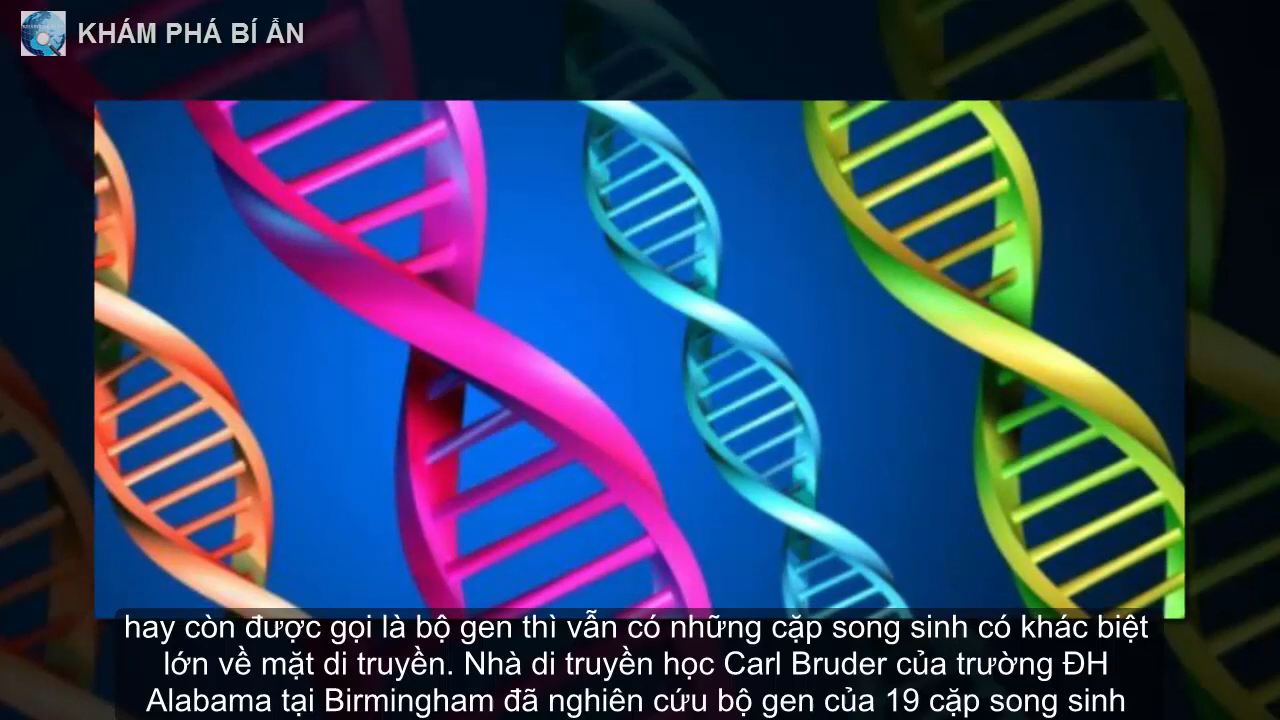 KHÁM PHÁ BÍ ẨN
hay còn được gọi là bộ gen thì vẫn có những cặp song sinh có khác biệt
lớn về mặt di truyền. Nhà di truyền học Carl Bruder của trường ĐH
Alabama tại Birmingham đã nghiên cứu bộ gen của 19 cặp song sinh